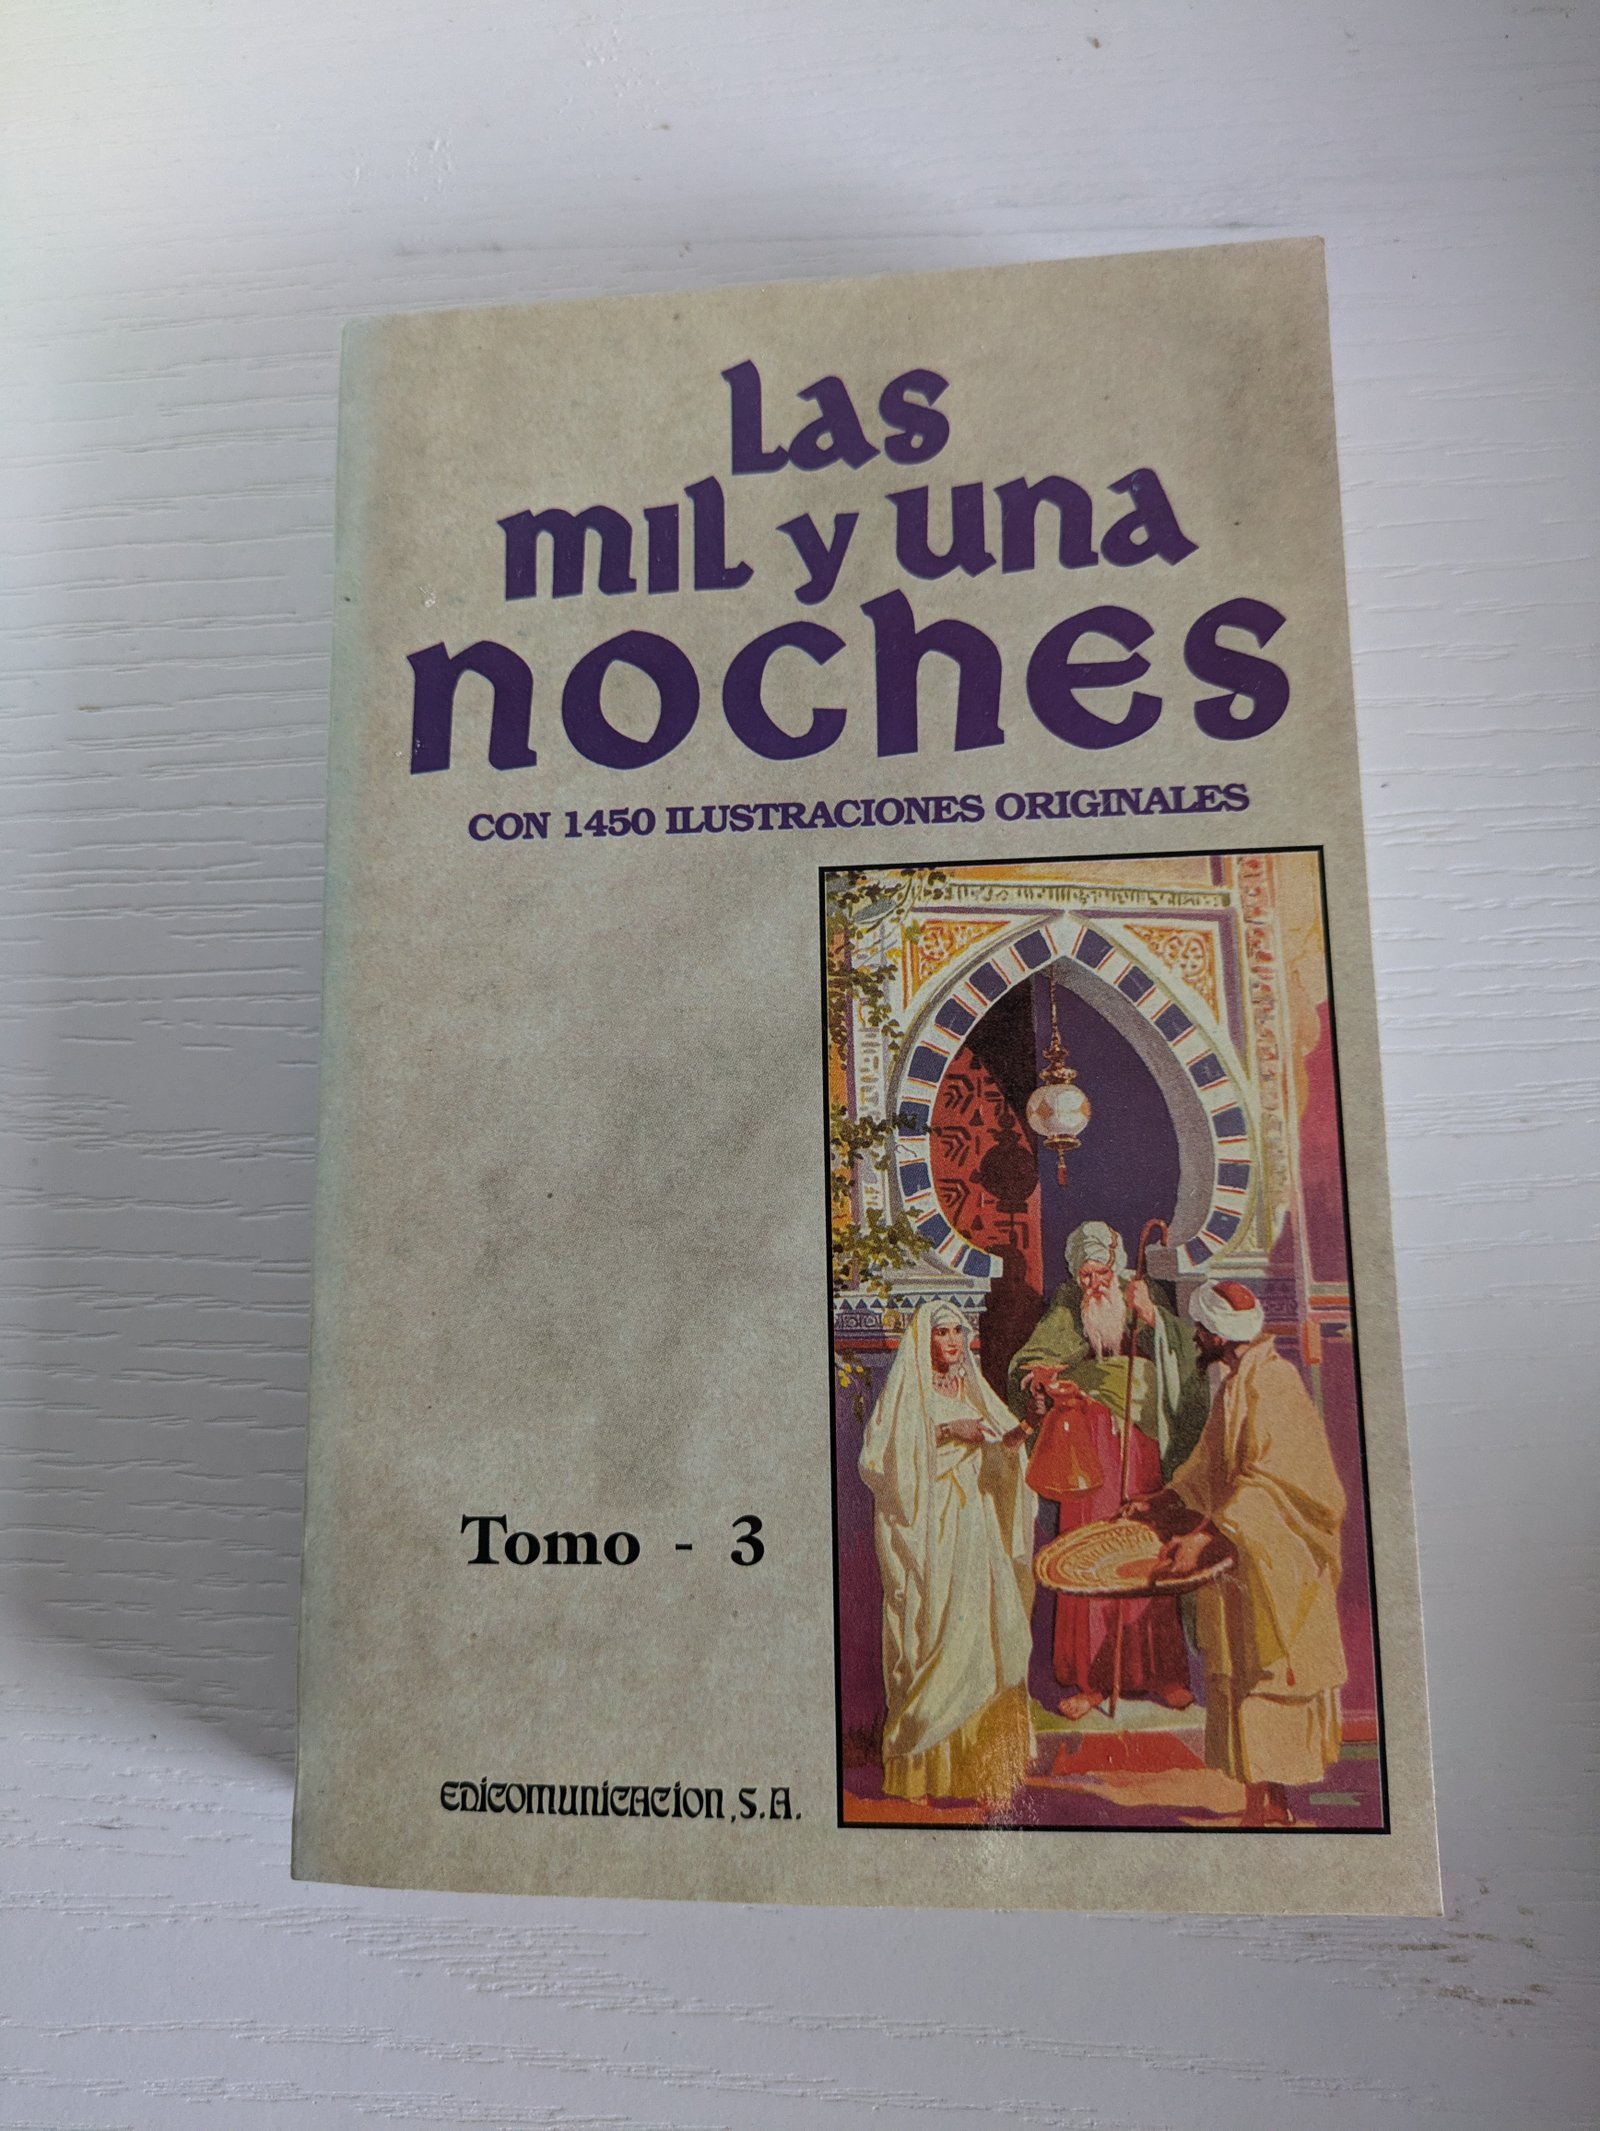 Las
mil y una
noches
CON 1450 ILUSTRACIONES ORIGINALES
Tomo - 3
EDICOMUNICACION, S.A.